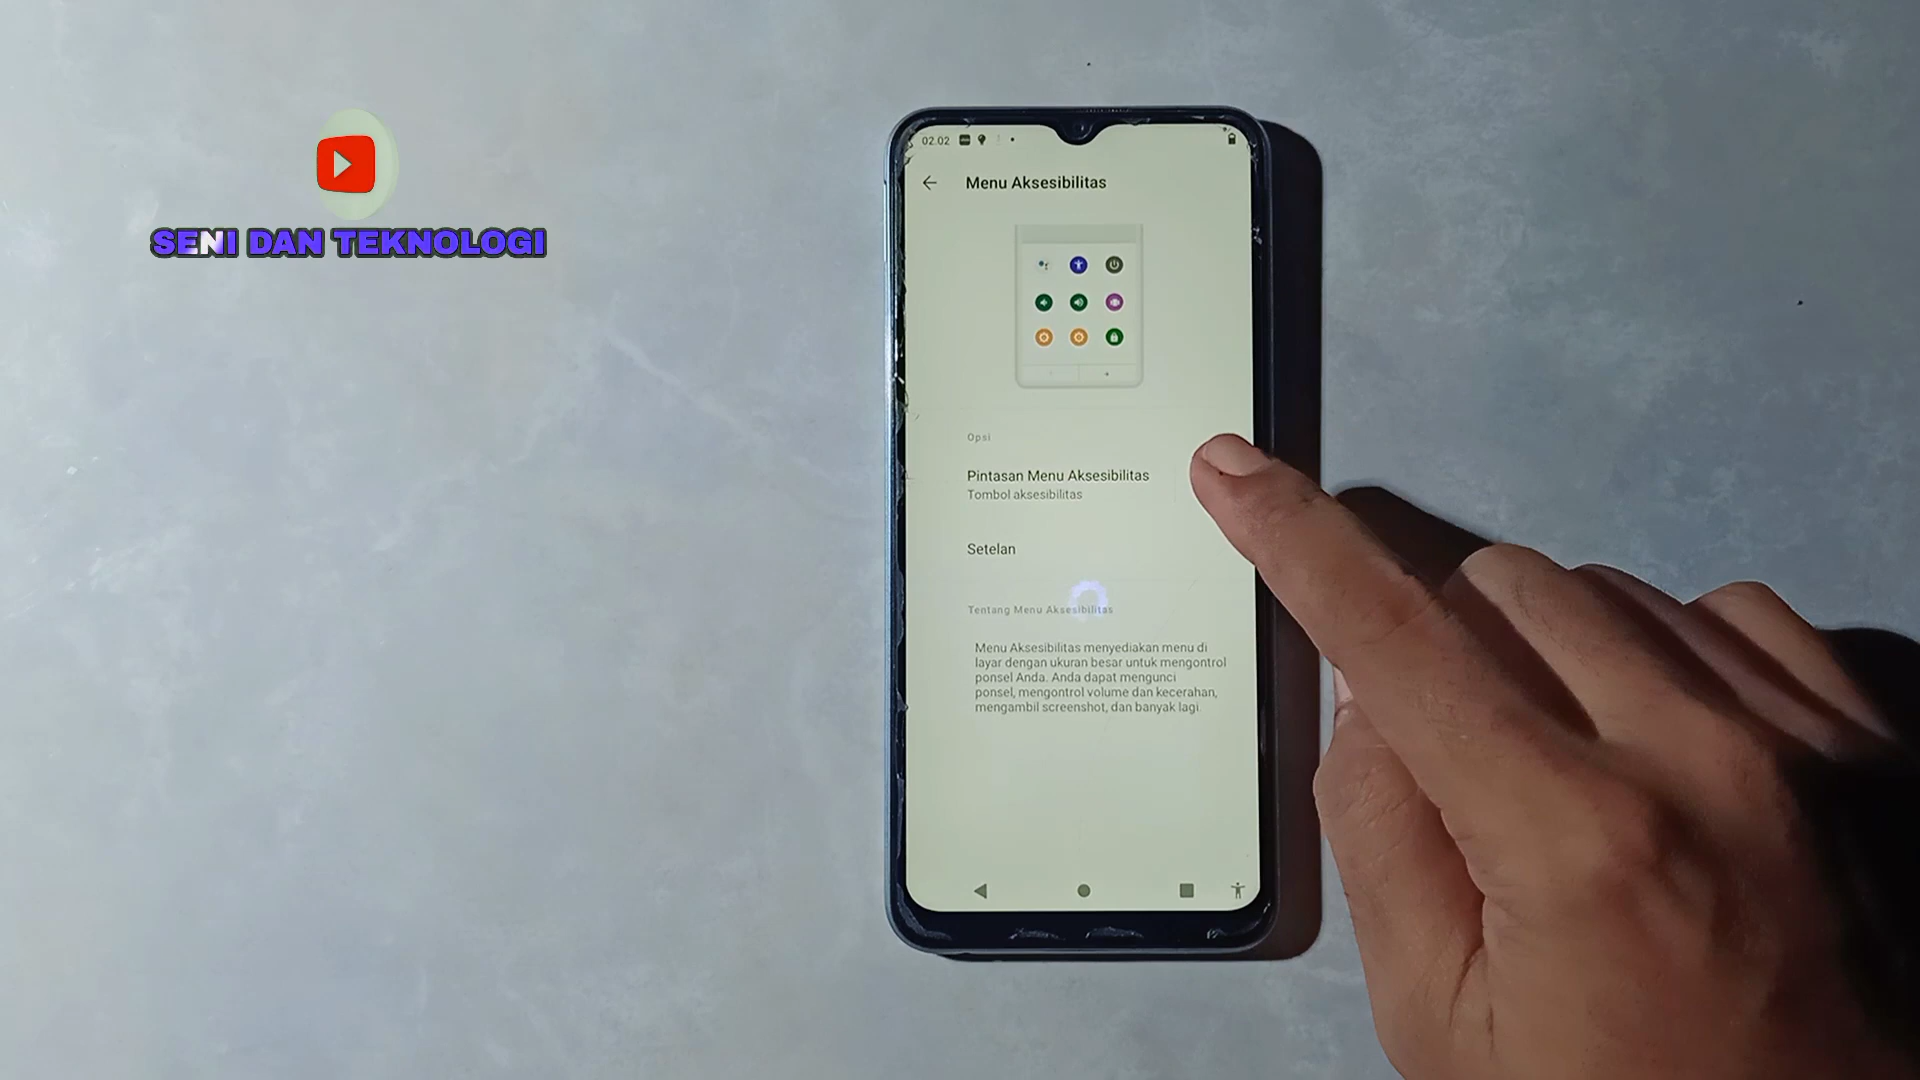 SENI DAN TEKNOLOGI
02.02
Menu Aksesibilitas
Opsi
Pintasan Menu Aksesibilitas
Tombol aksesibilitas
Setelan
Tentang Menu Aksesibilitas
Menu Aksesibilitas menyediakan menu di
layar dengan ukuran besar untuk mengontrol
ponsel Anda. Anda dapat mengunci
ponsel, mengontrol volume dan kecerahan,
mengambil screenshot, dan banyak lagi.